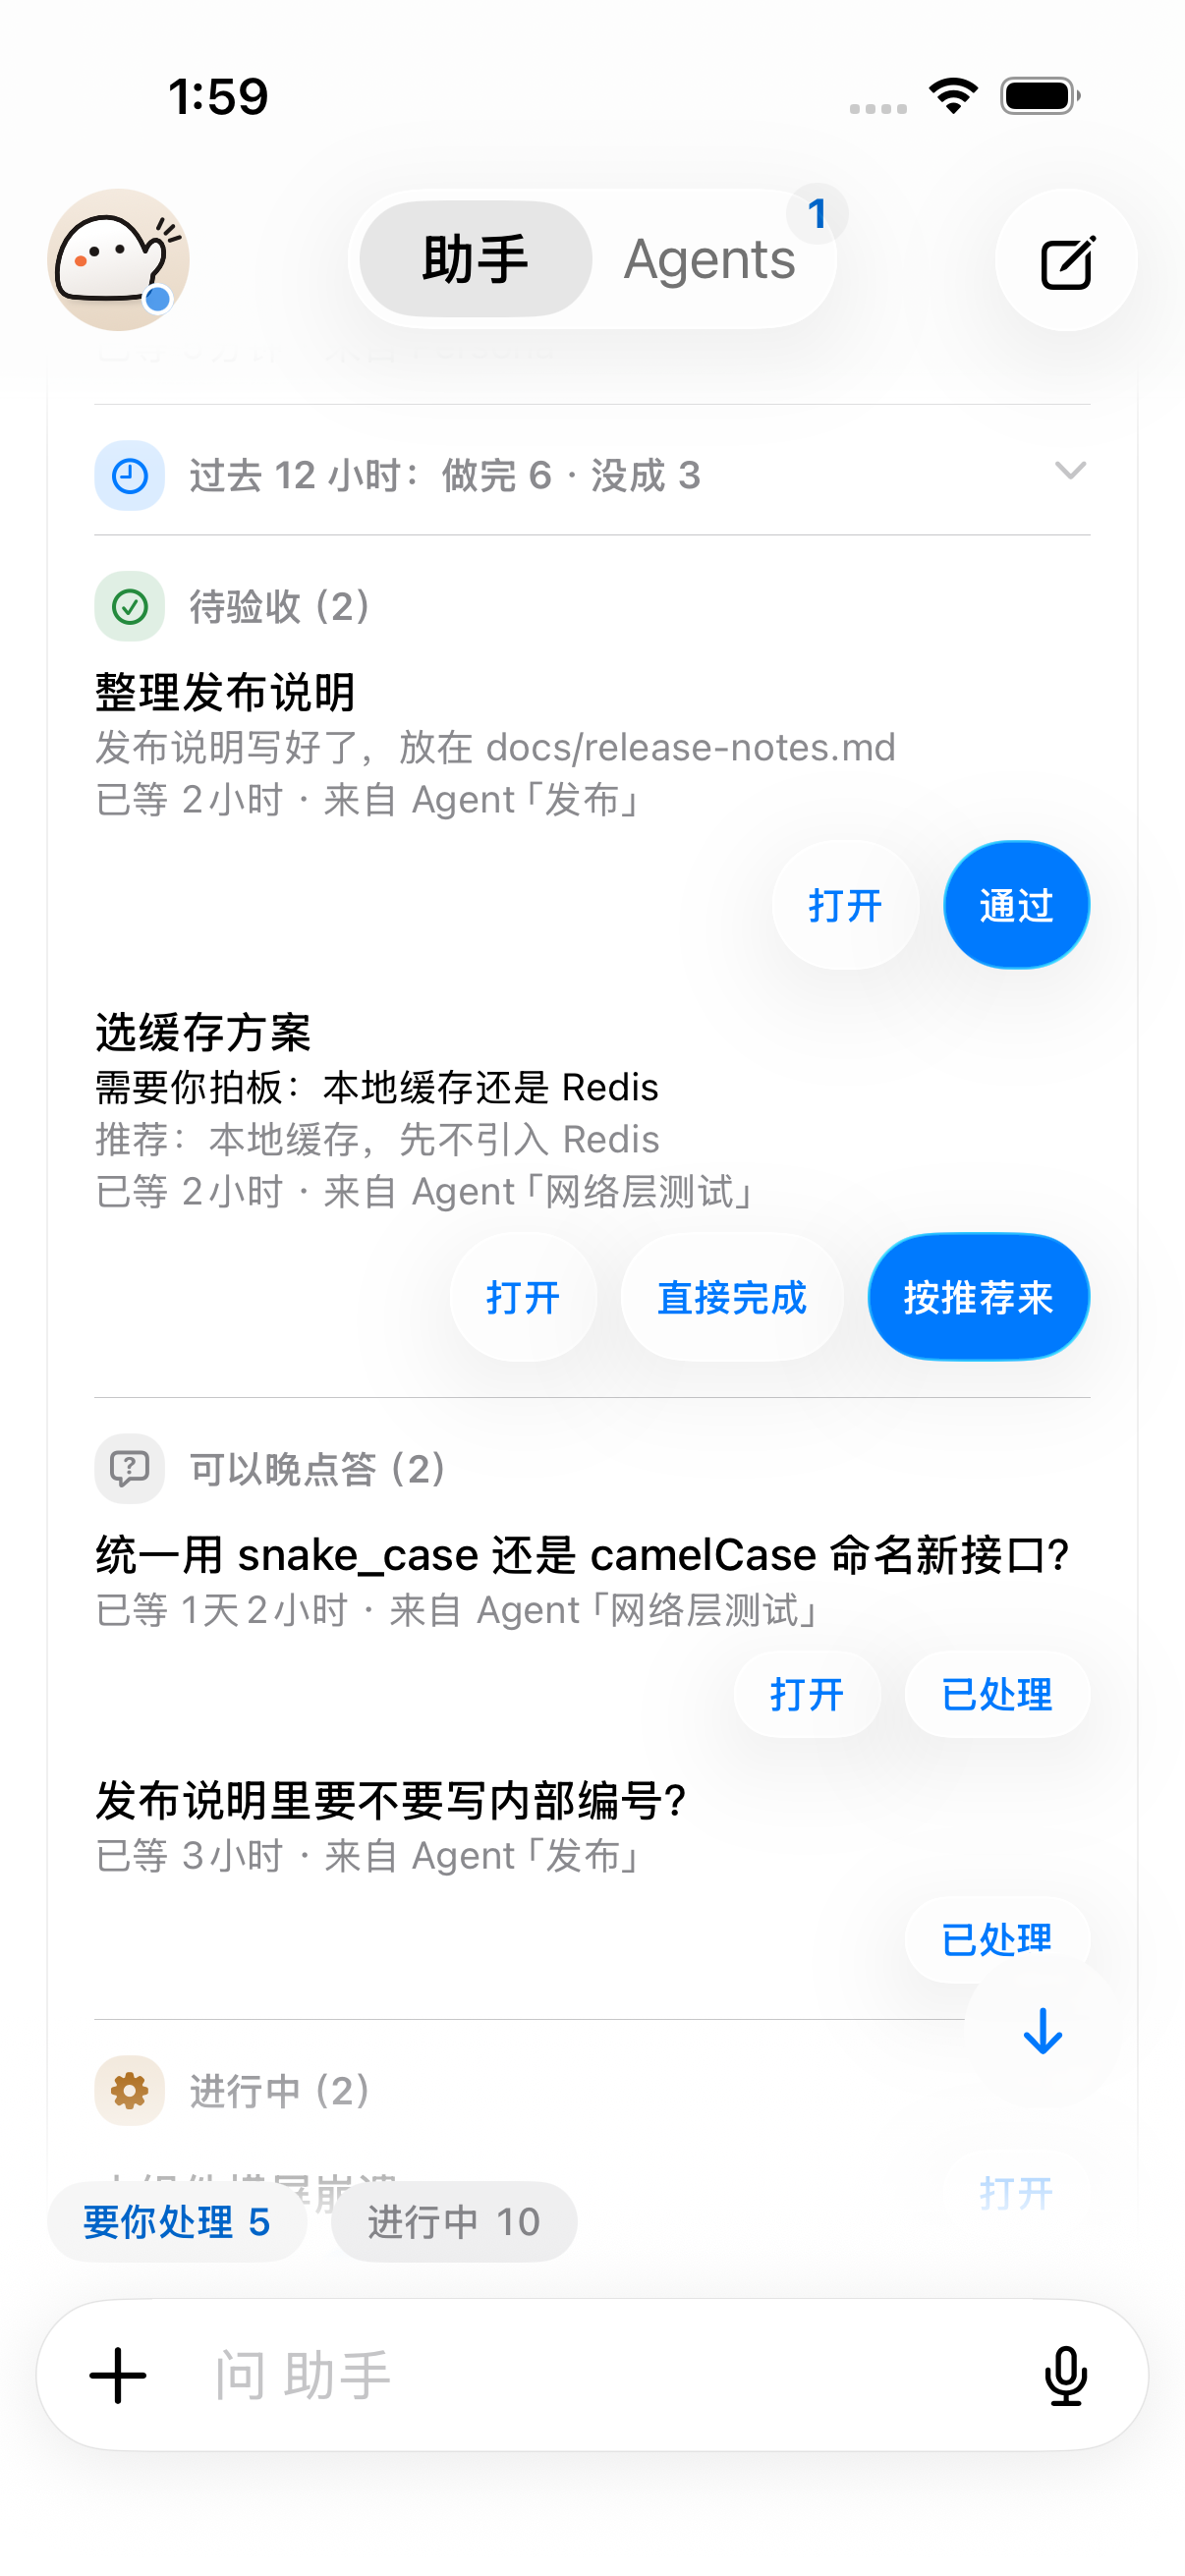 1:59
助手
Agents
1
过去 12 小时：做完 6 · 没成 3
待验收 (2)
整理发布说明
发布说明写好了，放在 docs/release-notes.md
已等 2小时 · 来自 Agent「发布」
打开
通过
选缓存方案
需要你拍板：本地缓存还是 Redis
推荐：本地缓存，先不引入 Redis
已等 2小时 · 来自 Agent「网络层测试」
打开
直接完成
按推荐来
可以晚点答 (2)
统一用 snake_case 还是 camelCase 命名新接口?
已等 1天2小时 · 来自 Agent「网络层测试」
打开
已处理
发布说明里要不要写内部编号?
已等 3小时 · 来自 Agent「发布」
已处理
进行中 (2)
打开
要你处理 5
进行中 10
问 助手